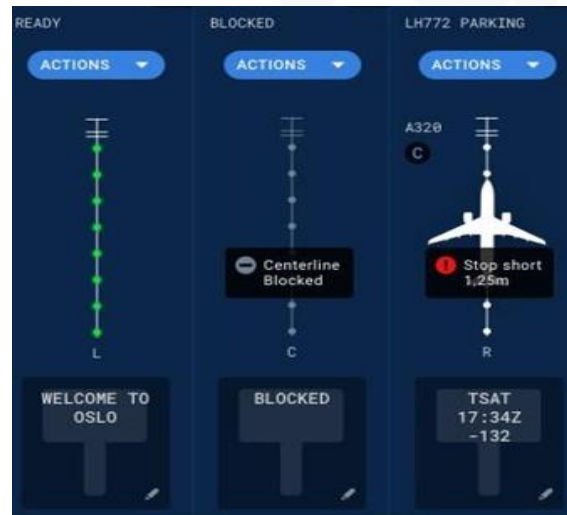 READY
ACTIONS
L
WELCOME TO
OSLO
BLOCKED
ACTIONS
Centerline
Blocked
C
BLOCKED
LH772 PARKING
ACTIONS
A320
C
Stop short
1,25m
R
TSAT
17:34Z
-132